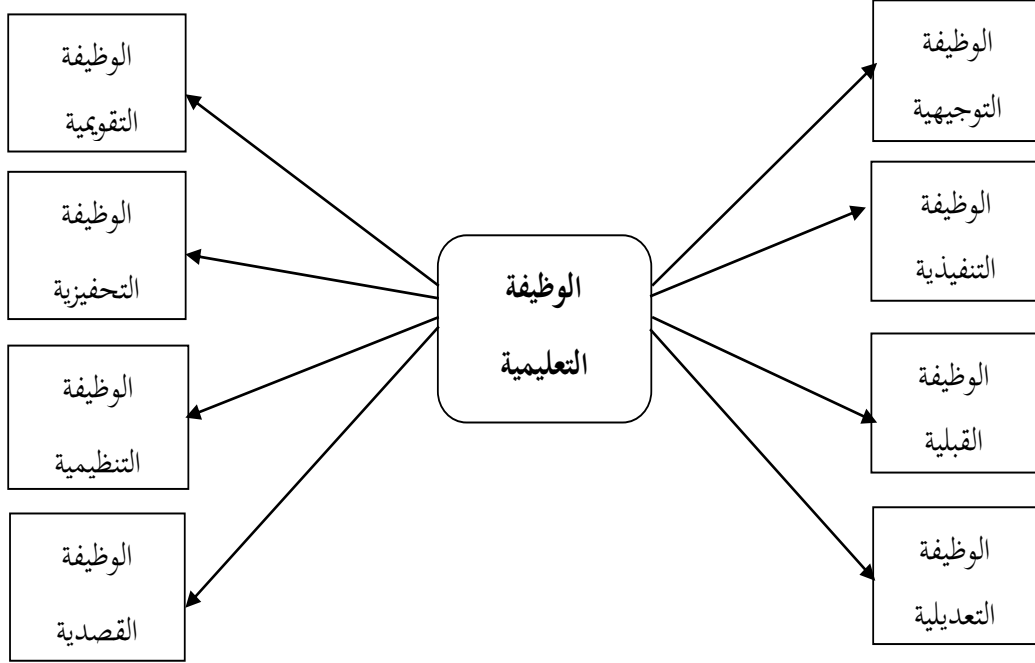 الوظيفة
التوجيهية
الوظيفة
التنفيذية
الوظيفة
القبلية
الوظيفة
التعديلية
الوظيفة
التعليمية
الوظيفة
التقويمية
الوظيفة
التحفيزية
الوظيفة
التنظيمية
الوظيفة
القصدية